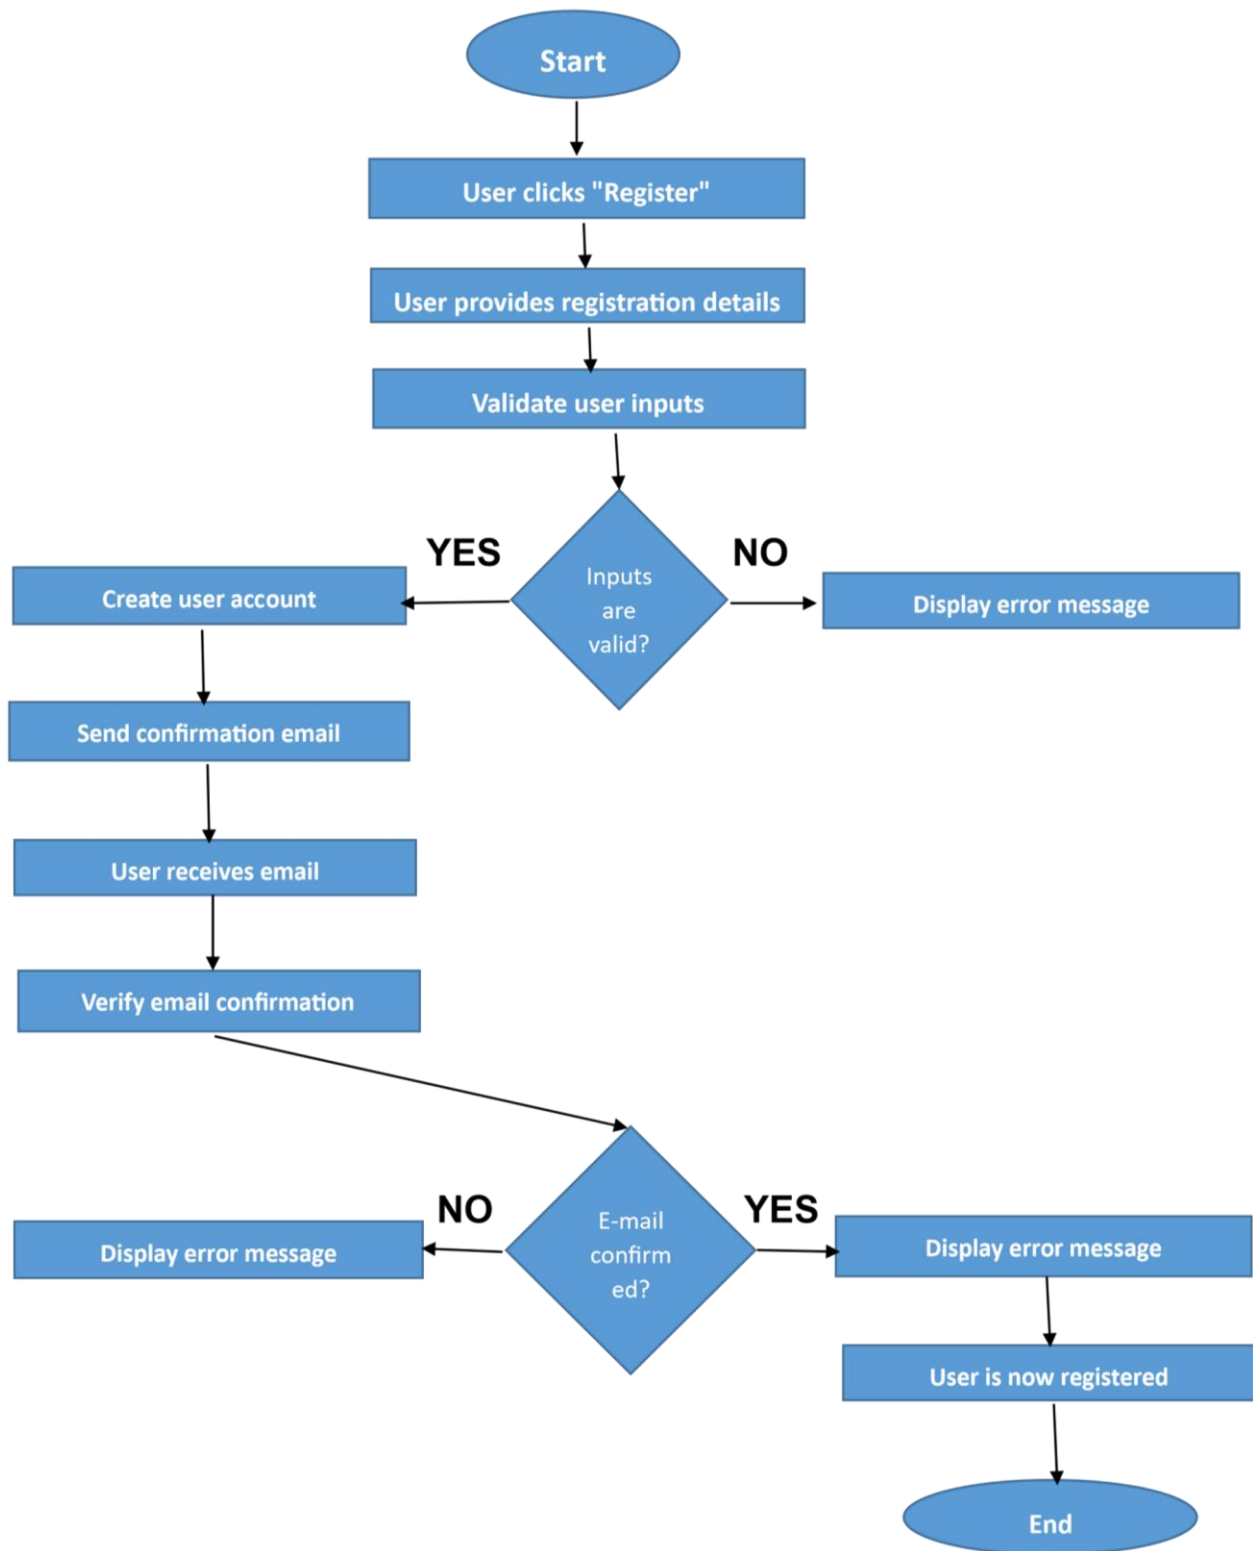 Start
User clicks "Register"
User provides registration details
Validate user inputs
YES
NO
Inputs
are
valid?
Create user account
Display error message
Send confirmation email
User receives email
Verify email confirmation
NO
YES
E-mail
confirm
ed?
Display error message
Display error message
User is now registered
End